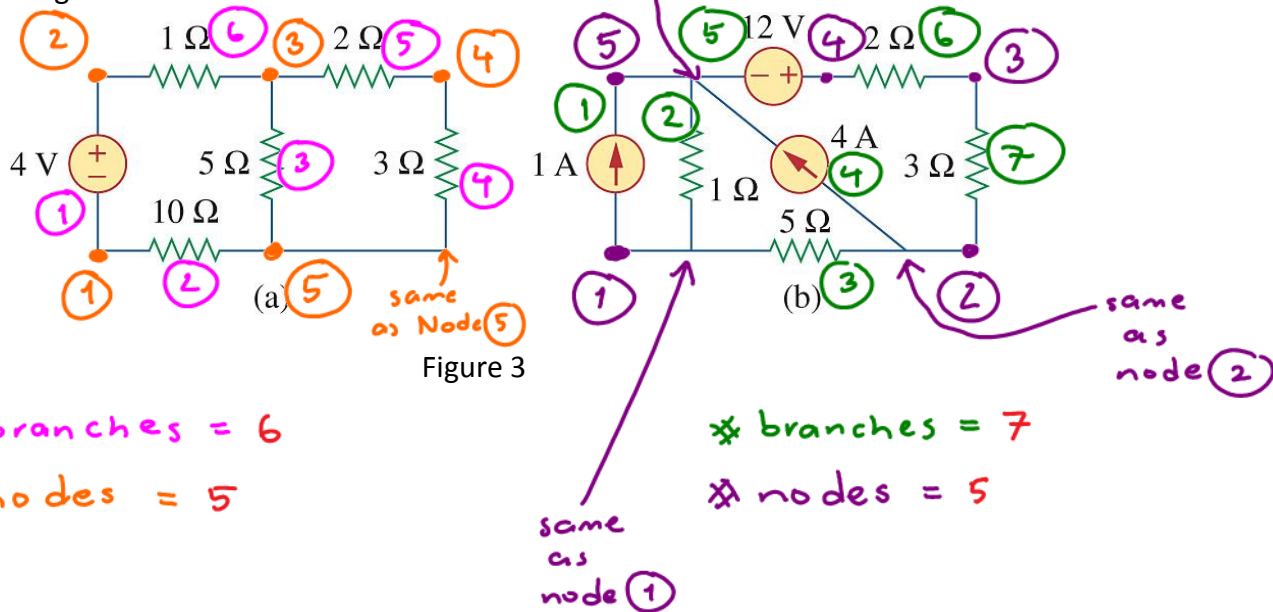 2 1 Ω 6 3 2 Ω 5 4
4 V + − 1 5 Ω 3 3 Ω 4
10 Ω
1 2 (a) 5
same
as Node 5
5 5 12 V 4 2 Ω 6 3
− +
1 2 4 A
1 A 1 Ω 4 3 Ω 7
5 Ω
1 (b) 3 2
same
as
node 2
Figure 3
branches = 6
nodes = 5
# branches = 7
# nodes = 5
same
as
node 1